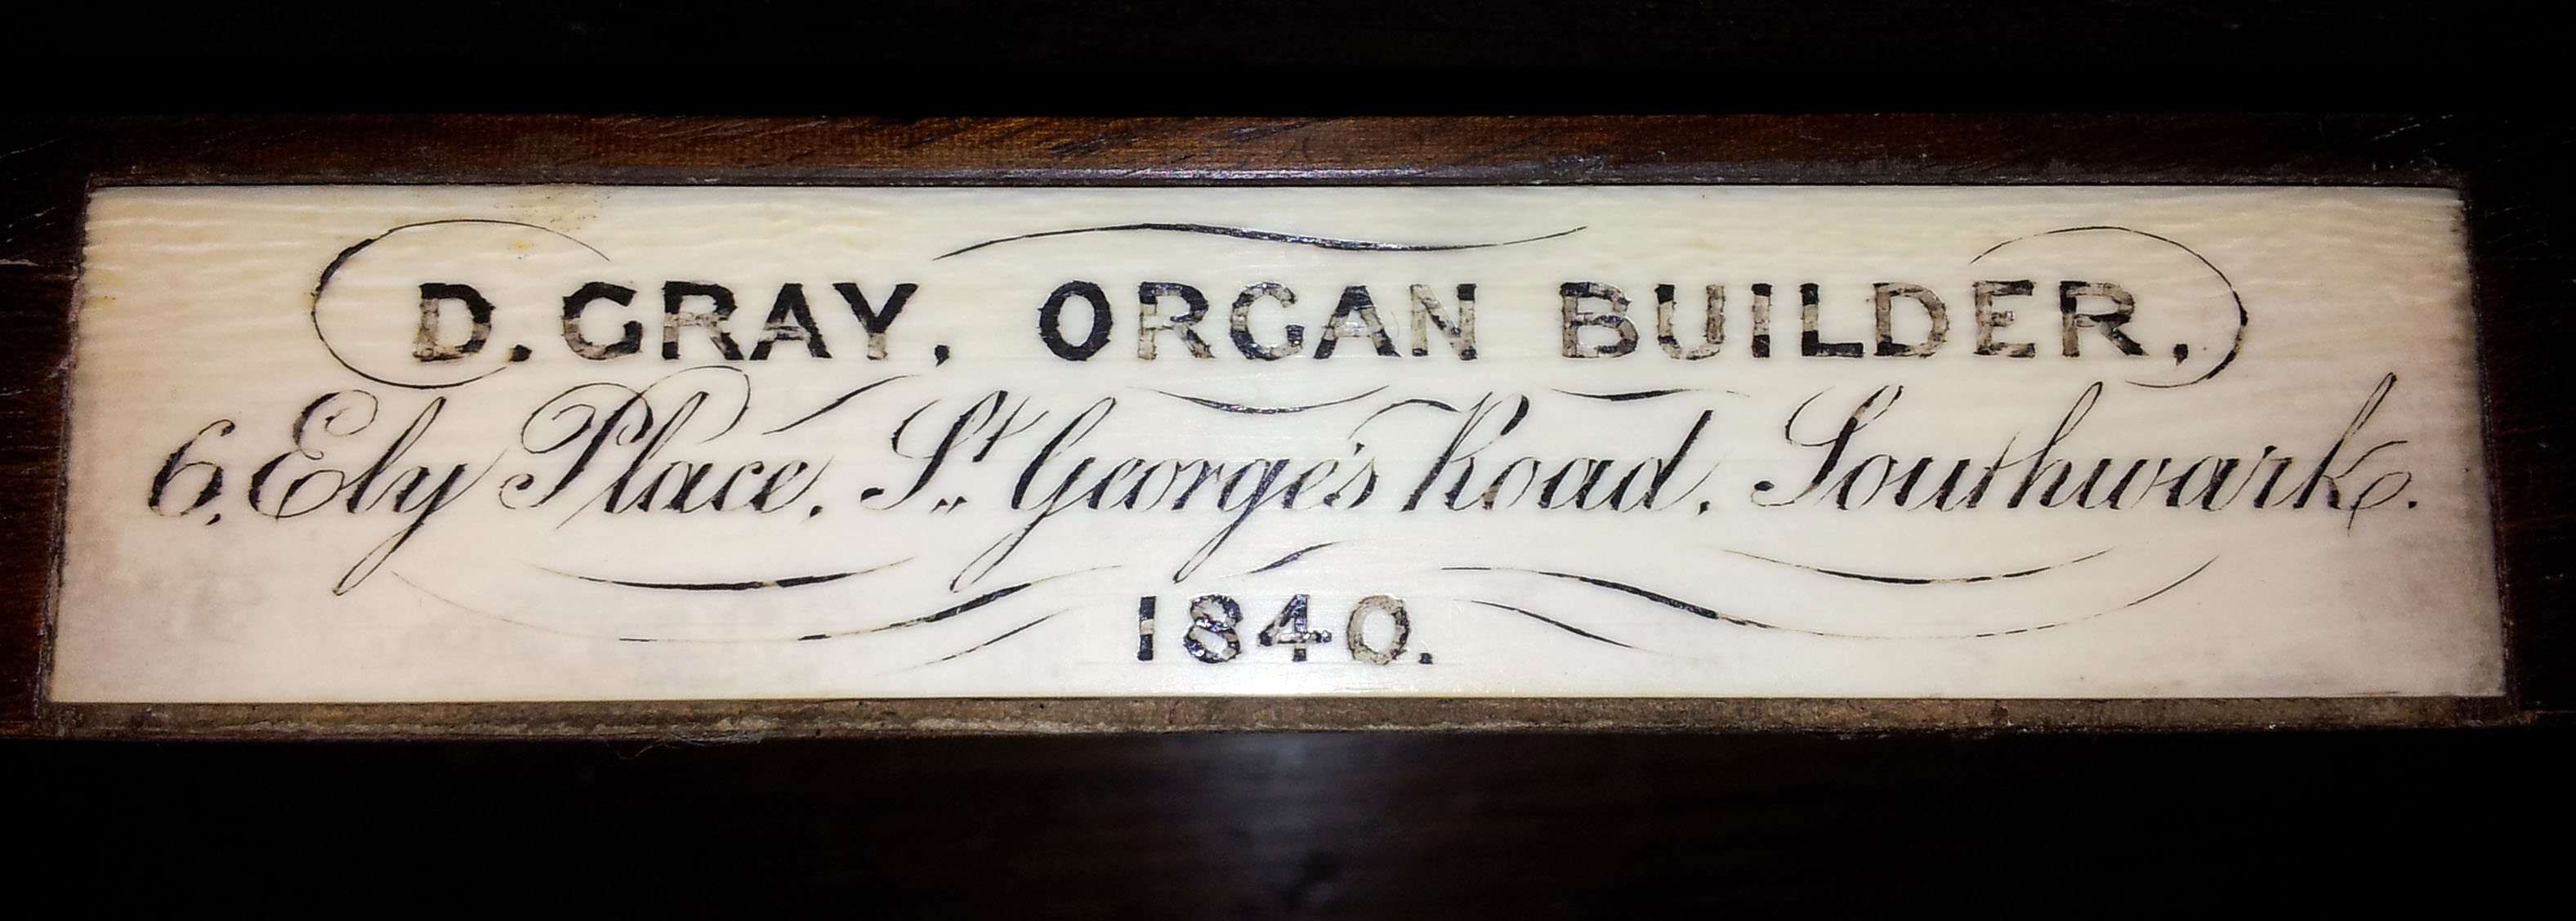 D. GRAY, ORGAN BUILDER.
6, Ely Place, St. George's Road, Southwark.
1840.